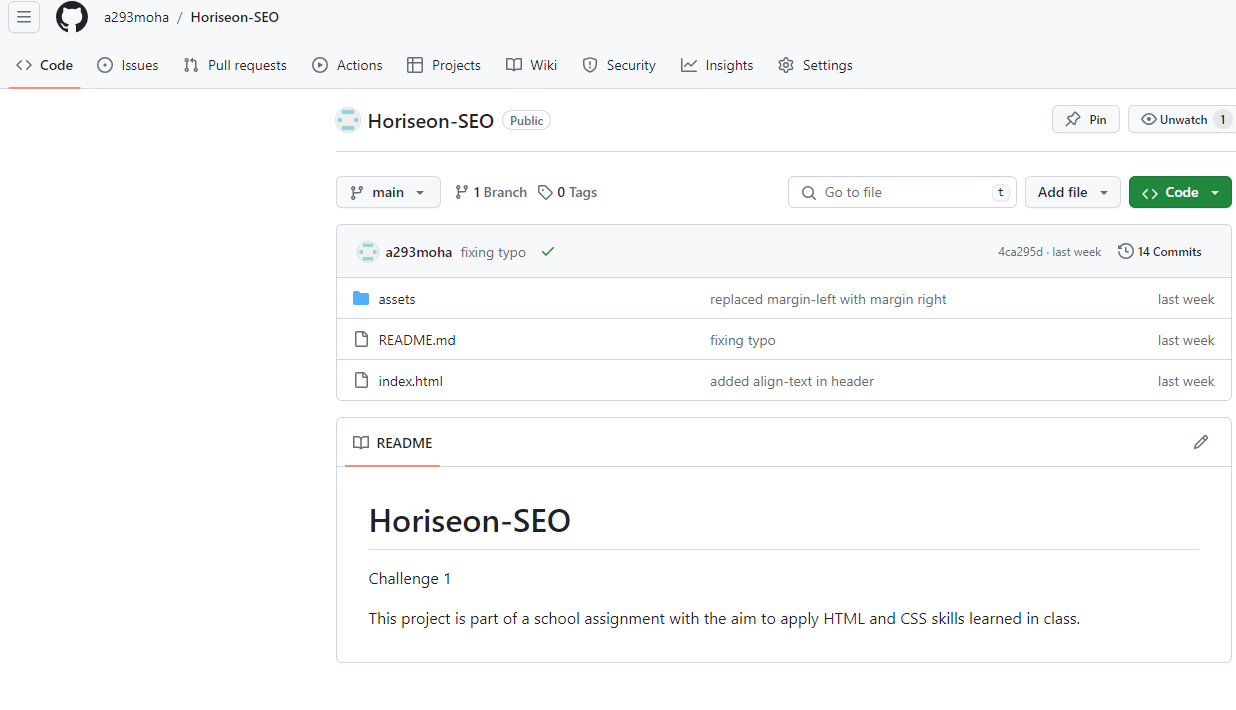 a293moha / Horiseon-SEO
Code Issues Pull requests Actions Projects Wiki Security Insights Settings
Horiseon-SEO Public Pin Unwatch 1
main 1 Branch 0 Tags Go to file t Add file Code
a293moha fixing typo 4ca295d · last week 14 Commits
assets replaced margin-left with margin right last week
README.md fixing typo last week
index.html added align-text in header last week
README
Horiseon-SEO
Challenge 1
This project is part of a school assignment with the aim to apply HTML and CSS skills learned in class.